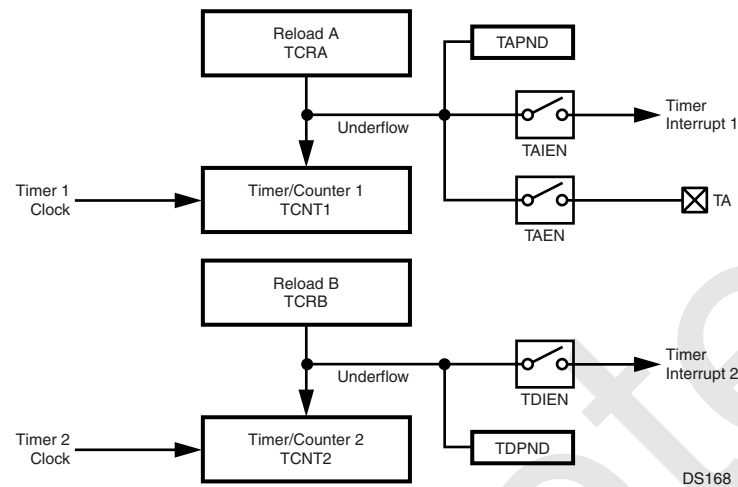 Reload A
TCRA
TAPND
Underflow
TAIEN
Timer
Interrupt 1
Timer 1
Clock
Timer/Counter 1
TCNT1
TAEN
TA
Reload B
TCRB
Underflow
TDIEN
Timer
Interrupt 2
Timer 2
Clock
Timer/Counter 2
TCNT2
TDPND
DS168